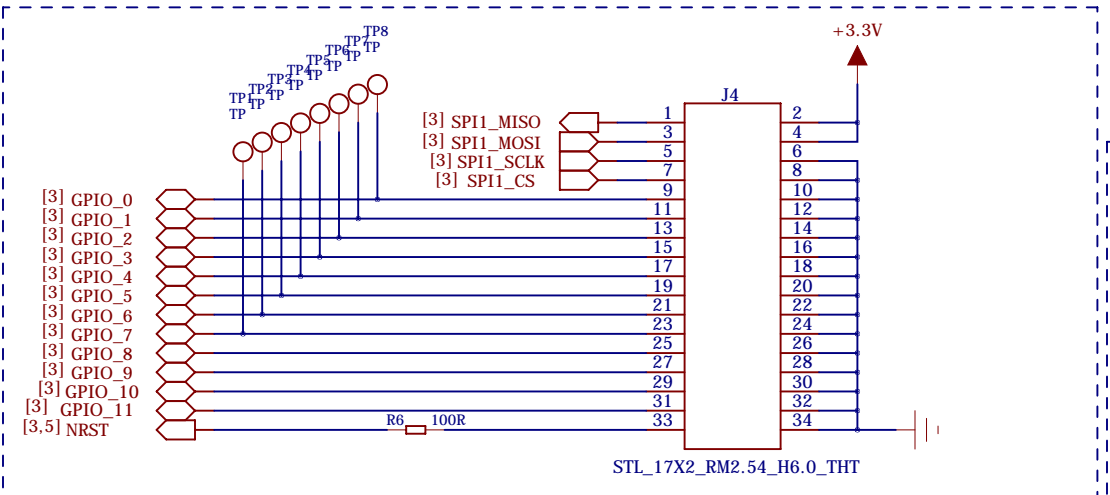 TP8
TP7 TP
TP6 TP
TP5 TP
TP4 TP
TP3 TP
TP2 TP
TP1 TP
TP
+3.3V
J4
[3] SPI1_MISO 1 2
[3] SPI1_MOSI 3 4
[3] SPI1_SCLK 5 6
[3] SPI1_CS 7 8
[3] GPIO_0 9 10
[3] GPIO_1 11 12
[3] GPIO_2 13 14
[3] GPIO_3 15 16
[3] GPIO_4 17 18
[3] GPIO_5 19 20
[3] GPIO_6 21 22
[3] GPIO_7 23 24
[3] GPIO_8 25 26
[3] GPIO_9 27 28
[3] GPIO_10 29 30
[3] GPIO_11 31 32
[3,5] NRST R6 100R 33 34
STL_17X2_RM2.54_H6.0_THT